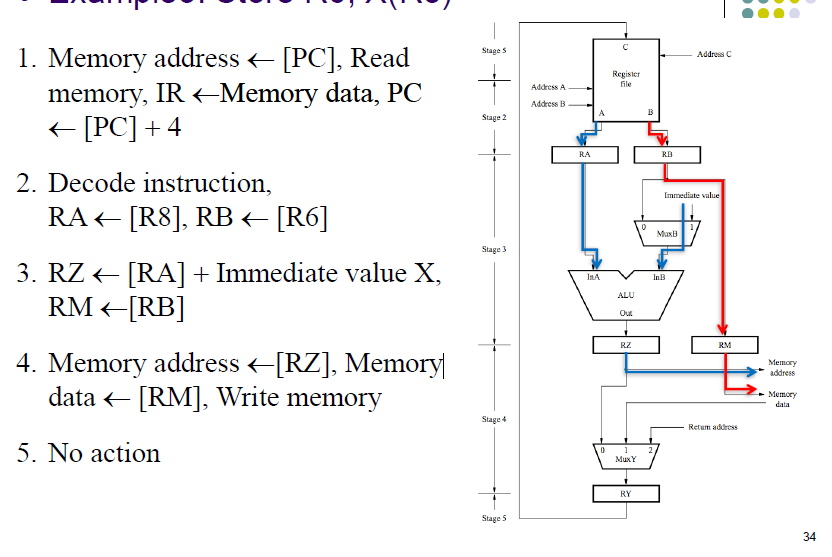 1. Memory address ← [PC], Read
memory, IR ←Memory data, PC
← [PC] + 4
2. Decode instruction,
RA ← [R8], RB ← [R6]
3. RZ ← [RA] + Immediate value X,
RM ←[RB]
4. Memory address ←[RZ], Memory
data ← [RM], Write memory
5. No action
Stage 5
C
Address C
Register
file
Address A
Address B
A
B
Stage 2
RA
RB
Immediate value
0
1
MuxB
Stage 3
InA
InB
ALU
Out
RZ
RM
Memory
address
Memory
data
Stage 4
Return address
0
1
2
MuxY
RY
Stage 5
34